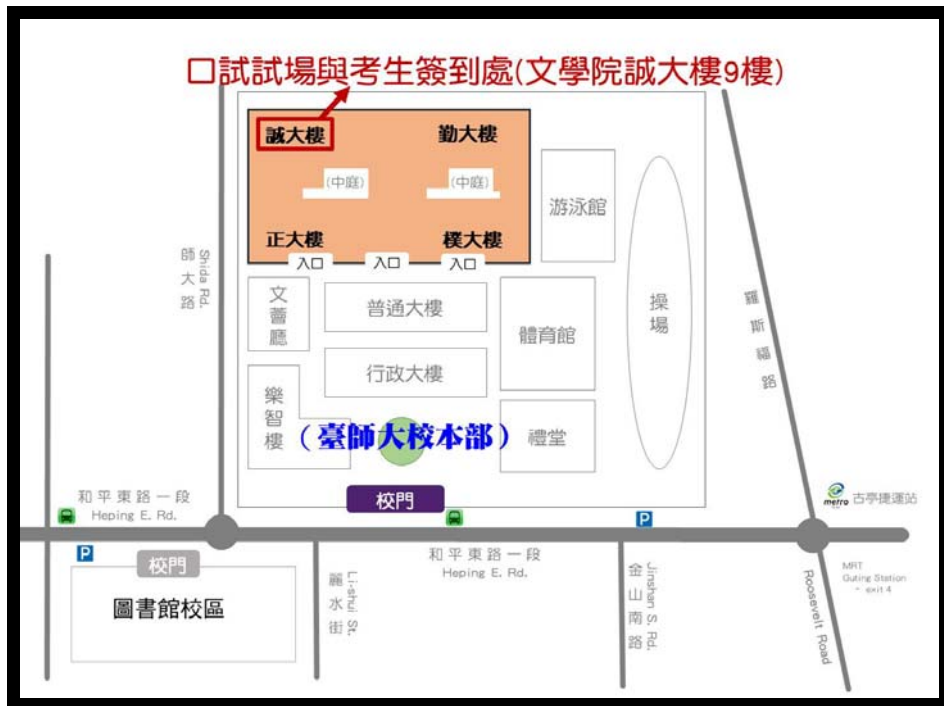 口試試場與考生簽到處(文學院誠大樓9樓)
誠大樓
勤大樓
(中庭)
(中庭)
游泳館
正大樓
樸大樓
入口
入口
入口
師大路
Shida Rd.
文薈廳
普通大樓
體育館
操場
羅斯福路
行政大樓
樂智樓
(臺師大校本部)
禮堂
校門
和平東路一段
Heping E. Rd.
metro
古亭捷運站
P
P
校門
和平東路一段
Heping E. Rd.
圖書館校區
麗水街
Li-shui St.
金山南路
Jinshan S. Rd.
Roosevelt Road
MRT
Guting Station
- exit 4